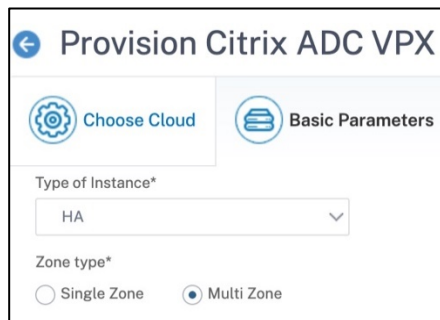 Provision Citrix ADC VPX
Choose Cloud
Basic Parameters
Type of Instance*
HA
Zone type*
Single Zone
Multi Zone